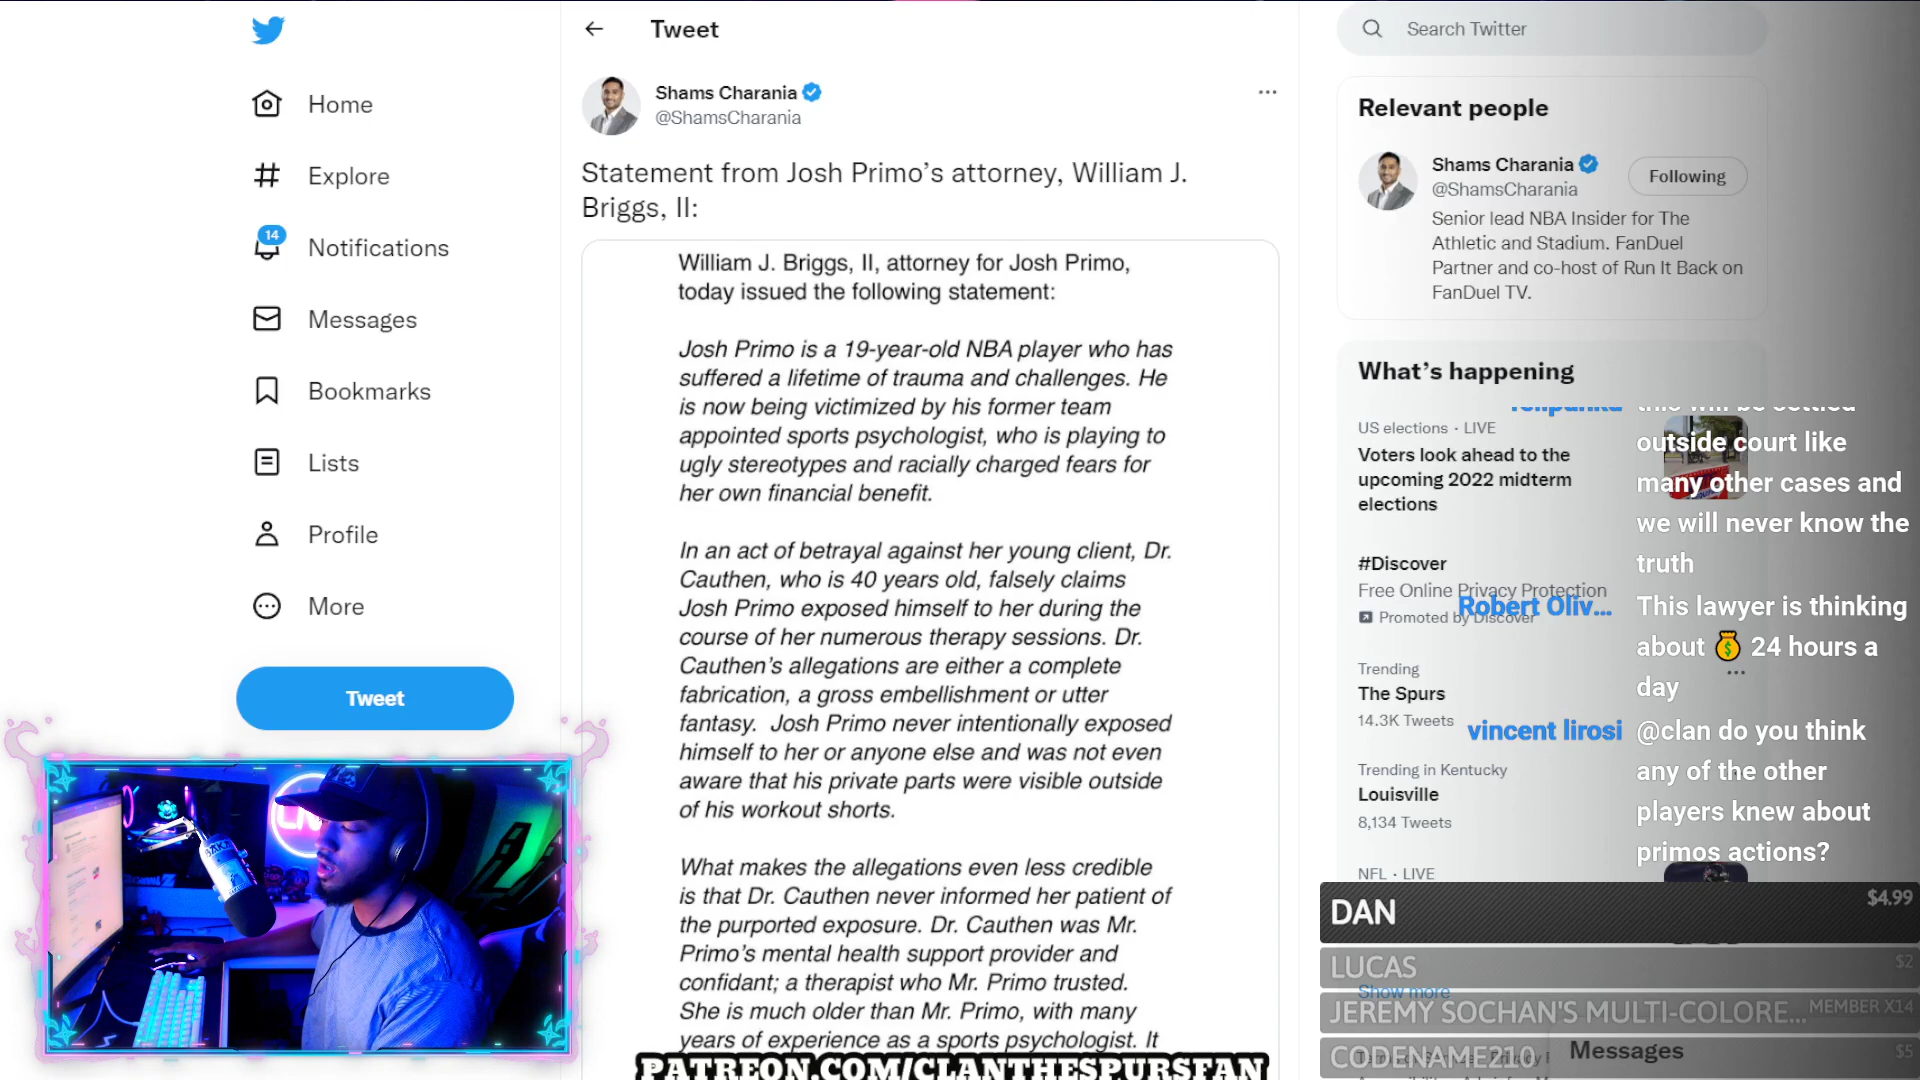 Home
Explore
14
Notifications
Messages
Bookmarks
Lists
Profile
More
Tweet
Tweet
Shams Charania
@ShamsCharania
Statement from Josh Primo’s attorney, William J.
Briggs, II:
William J. Briggs, II, attorney for Josh Primo,
today issued the following statement:
Josh Primo is a 19-year-old NBA player who has
suffered a lifetime of trauma and challenges. He
is now being victimized by his former team
appointed sports psychologist, who is playing to
ugly stereotypes and racially charged fears for
her own financial benefit.
In an act of betrayal against her young client, Dr.
Cauthen, who is 40 years old, falsely claims
Josh Primo exposed himself to her during the
course of her numerous therapy sessions. Dr.
Cauthen’s allegations are either a complete
fabrication, a gross embellishment or utter
fantasy. Josh Primo never intentionally exposed
himself to her or anyone else and was not even
aware that his private parts were visible outside
of his workout shorts.
What makes the allegations even less credible
is that Dr. Cauthen never informed her patient of
the purported exposure. Dr. Cauthen was Mr.
Primo’s mental health support provider and
confidant; a therapist who Mr. Primo trusted.
She is much older than Mr. Primo, with many
years of experience as a sports psychologist. It
PATREON.COM/CLANTHESPURSFAN
Search Twitter
Relevant people
Shams Charania
@ShamsCharania
Following
Senior lead NBA Insider for The
Athletic and Stadium. FanDuel
Partner and co-host of Run It Back on
FanDuel TV.
What’s happening
US elections · LIVE
Voters look ahead to the
upcoming 2022 midterm
elections
#Discover
Free Online Privacy Protection
Promoted by Discover
Trending
The Spurs
14.3K Tweets
Trending in Kentucky
Louisville
8,134 Tweets
NFL · LIVE
Show more
Messages
this will be settled
outside court like
many other cases and
we will never know the
truth
Robert Oliv...
This lawyer is thinking
about 💰 24 hours a
day
vincent lirosi
@clan do you think
any of the other
players knew about
primos actions?
DAN $4.99
LUCAS $2
JEREMY SOCHAN'S MULTI-COLORE... MEMBER X14
CODENAME210 $5